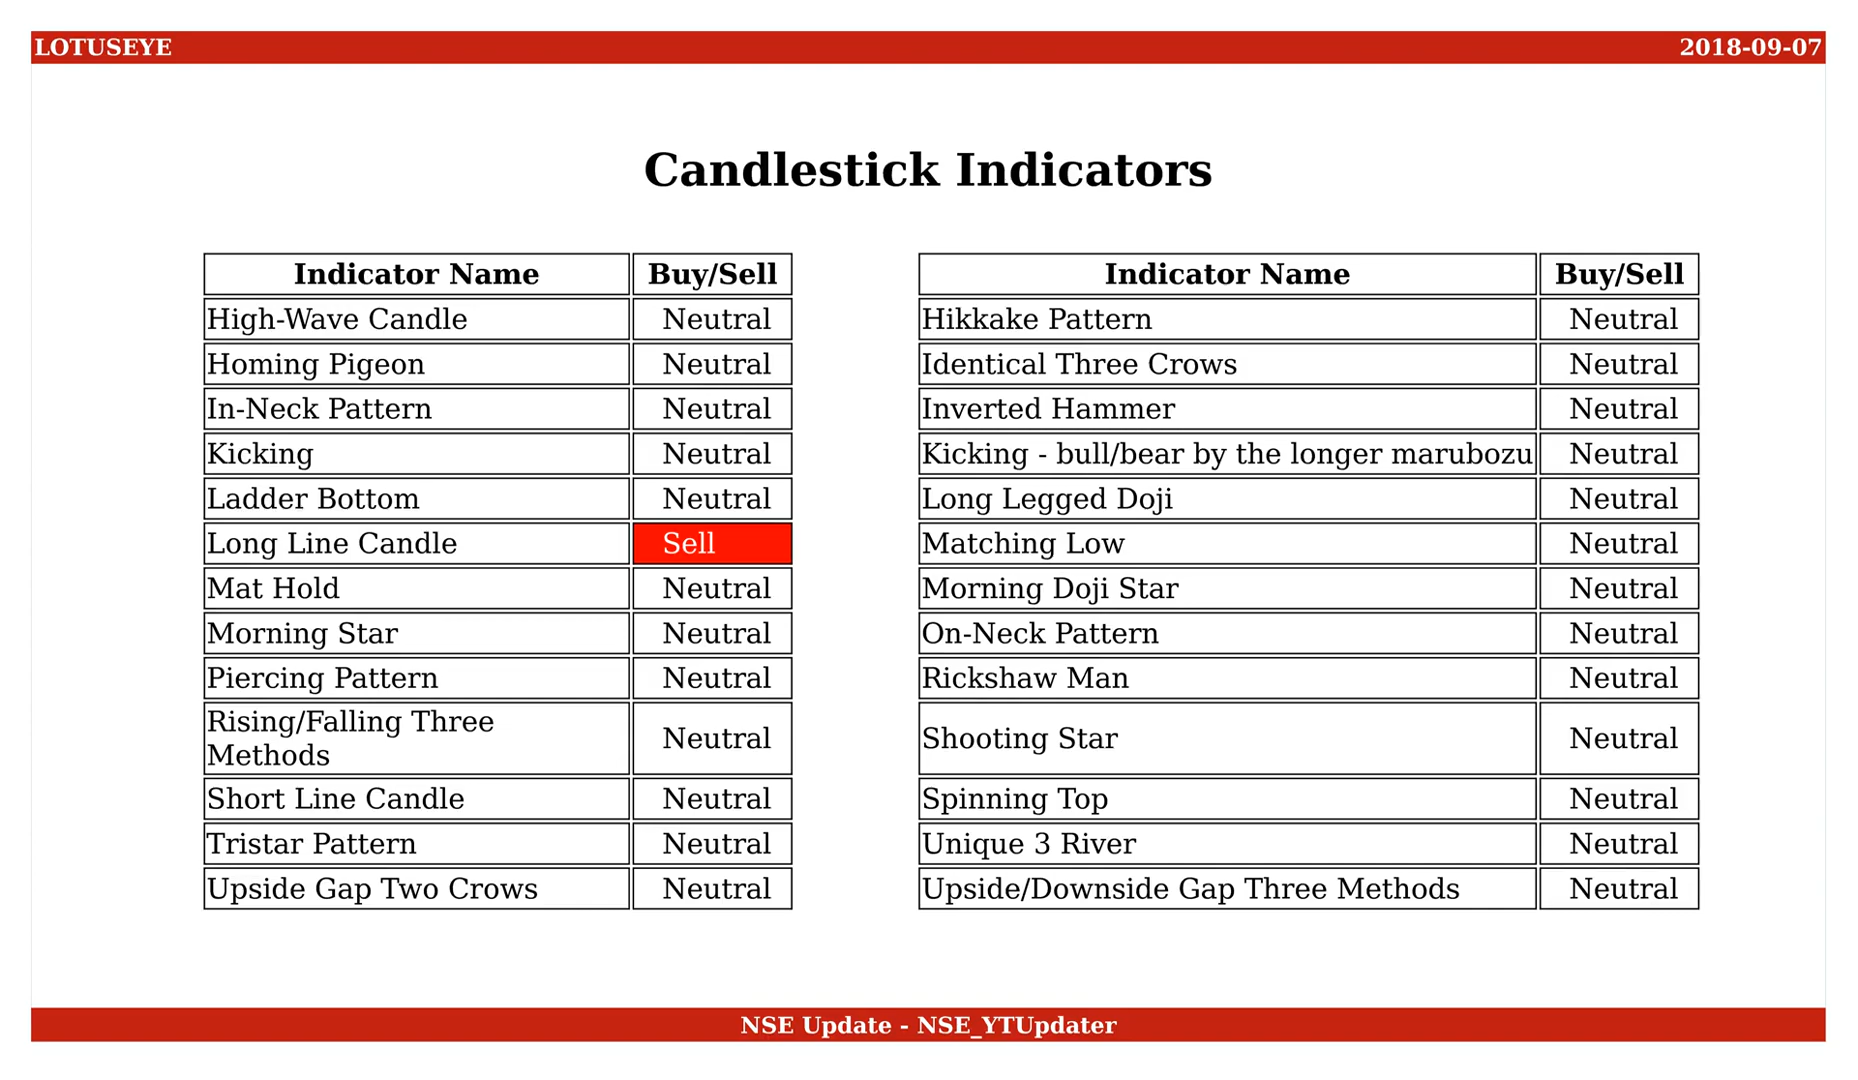 LOTUSEYE 2018-09-07
Candlestick Indicators
Indicator Name Buy/Sell Indicator Name Buy/Sell
High-Wave Candle Neutral Hikkake Pattern Neutral
Homing Pigeon Neutral Identical Three Crows Neutral
In-Neck Pattern Neutral Inverted Hammer Neutral
Kicking Neutral Kicking - bull/bear by the longer marubozu Neutral
Ladder Bottom Neutral Long Legged Doji Neutral
Long Line Candle Sell Matching Low Neutral
Mat Hold Neutral Morning Doji Star Neutral
Morning Star Neutral On-Neck Pattern Neutral
Piercing Pattern Neutral Rickshaw Man Neutral
Rising/Falling Three
Methods Neutral Shooting Star Neutral
Short Line Candle Neutral Spinning Top Neutral
Tristar Pattern Neutral Unique 3 River Neutral
Upside Gap Two Crows Neutral Upside/Downside Gap Three Methods Neutral
NSE Update - NSE_YTUpdater